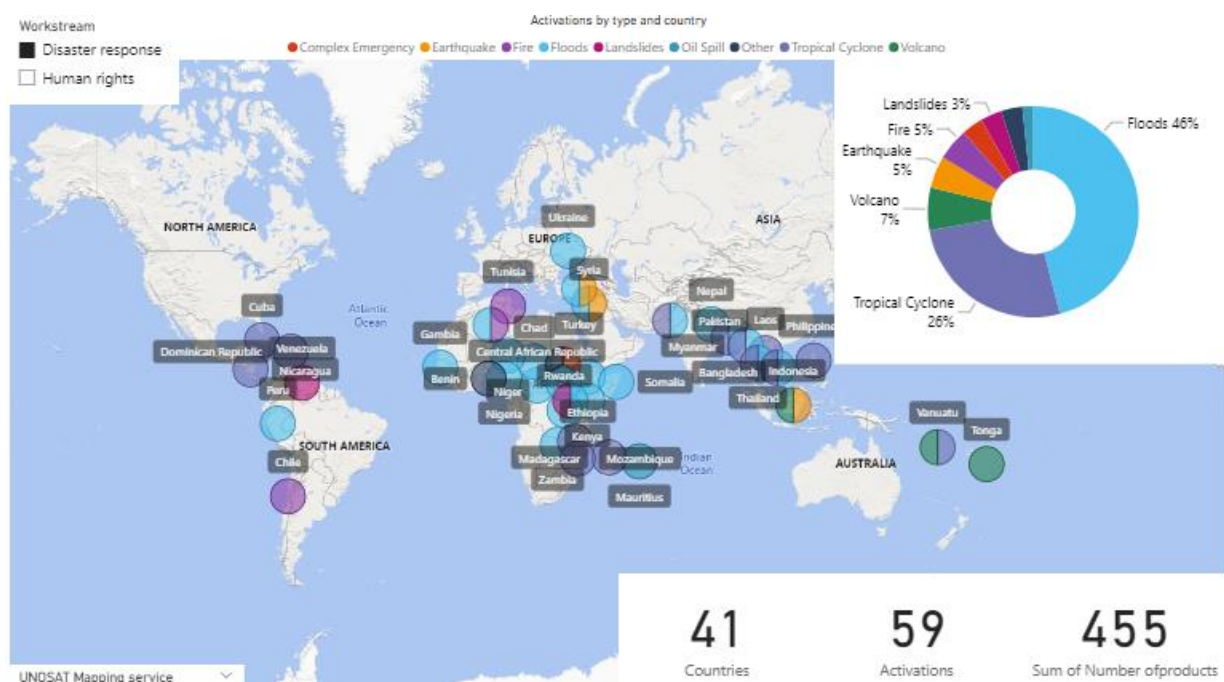 Workstream
Disaster response
Human rights
Activations by type and country
Complex Emergency Earthquake Fire Floods Landslides Oil Spill Other Tropical Cyclone Volcano
Landslides 3%
Fire 5%
Earthquake
5%
Volcano
7%
Tropical Cyclone
26%
Floods 46%
NORTH AMERICA
EUROPE
ASIA
Atlantic
Ocean
SOUTH AMERICA
Indian
Ocean
AUSTRALIA
Ukraine
Syria
Tunisia
Nepal
Cuba
Gambia
Chad
Turkey
Pakistan
Laos
Philippine
Dominican Republic
Venezuela
Central African Republic
Myanmar
Nicaragua
Benin
Rwanda
Bangladesh
Indonesia
Peru
Niger
Somalia
Thailand
Nigeria
Ethiopia
Vanuatu
Tonga
Kenya
Chile
Madagascar
Mozambique
Zambia
Mauritius
41
Countries
59
Activations
455
Sum of Number ofproducts
UNOSAT Mapping service